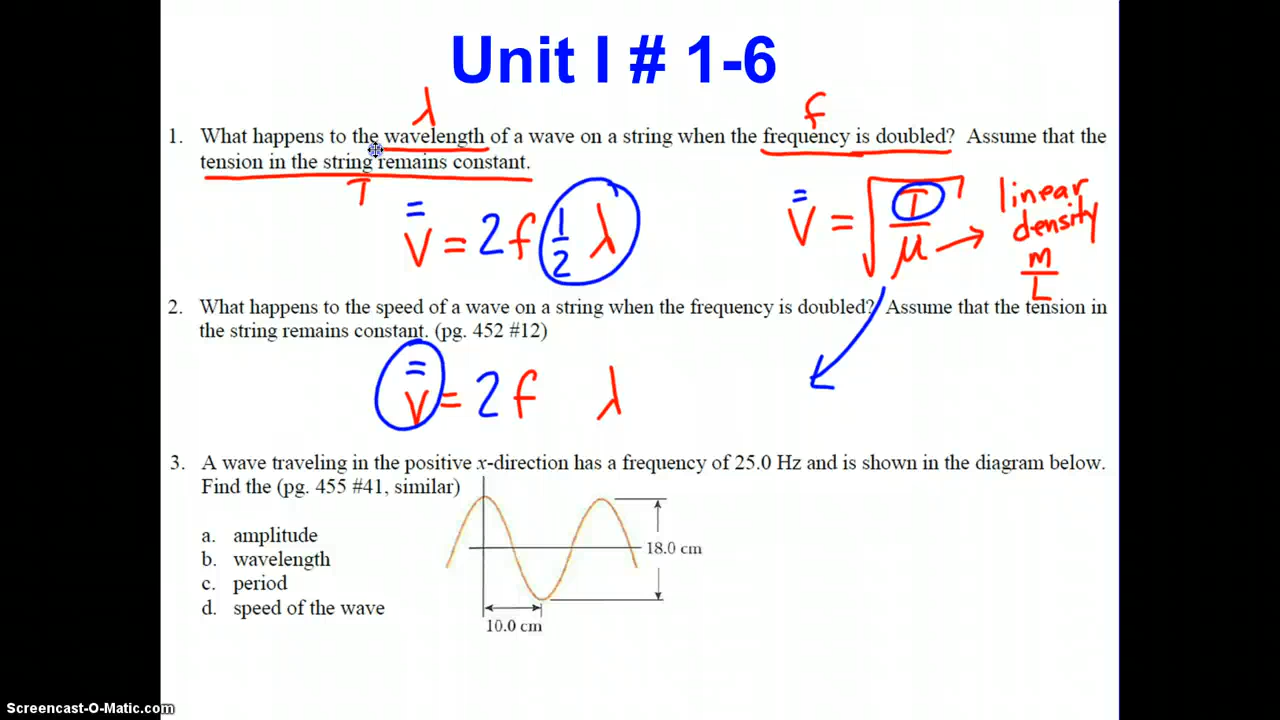 Unit I # 1-6
λ f
1. What happens to the wavelength of a wave on a string when the frequency is doubled? Assume that the
tension in the string remains constant.
T
= V = 2 f 1/2 λ
= V = √T/μ → linear density m/L
2. What happens to the speed of a wave on a string when the frequency is doubled? Assume that the tension in
the string remains constant. (pg. 452 #12)
= V = 2 f λ
3. A wave traveling in the positive x-direction has a frequency of 25.0 Hz and is shown in the diagram below.
Find the (pg. 455 #41, similar)
a. amplitude
b. wavelength
c. period
d. speed of the wave
18.0 cm
10.0 cm
Screencast-O-Matic.com